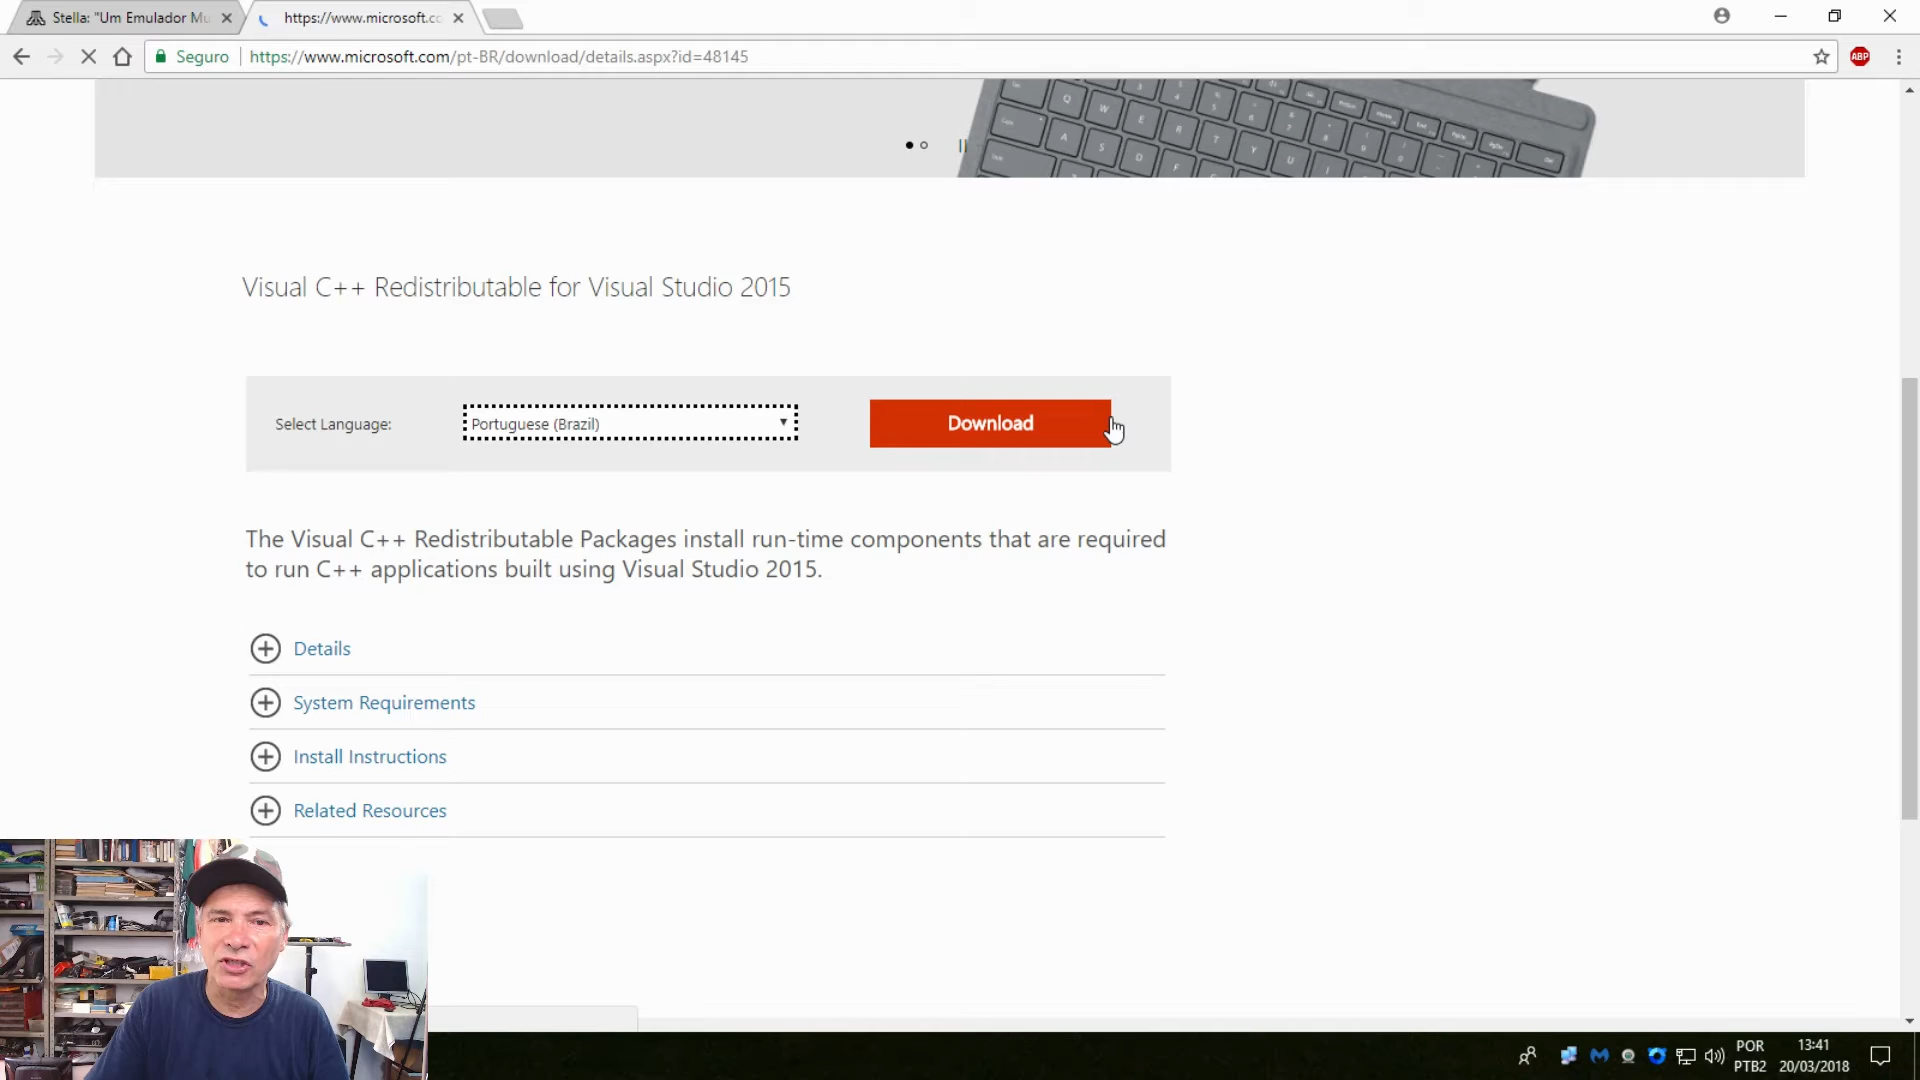 Stella: "Um Emulador Mu
https://www.microsoft.co
Seguro
https://www.microsoft.com/pt-BR/download/details.aspx?id=48145
ABP
Visual C++ Redistributable for Visual Studio 2015
Select Language:
Portuguese (Brazil)
Download
The Visual C++ Redistributable Packages install run-time components that are required
to run C++ applications built using Visual Studio 2015.
Details
System Requirements
Install Instructions
Related Resources
POR
PTB2
13:41
20/03/2018